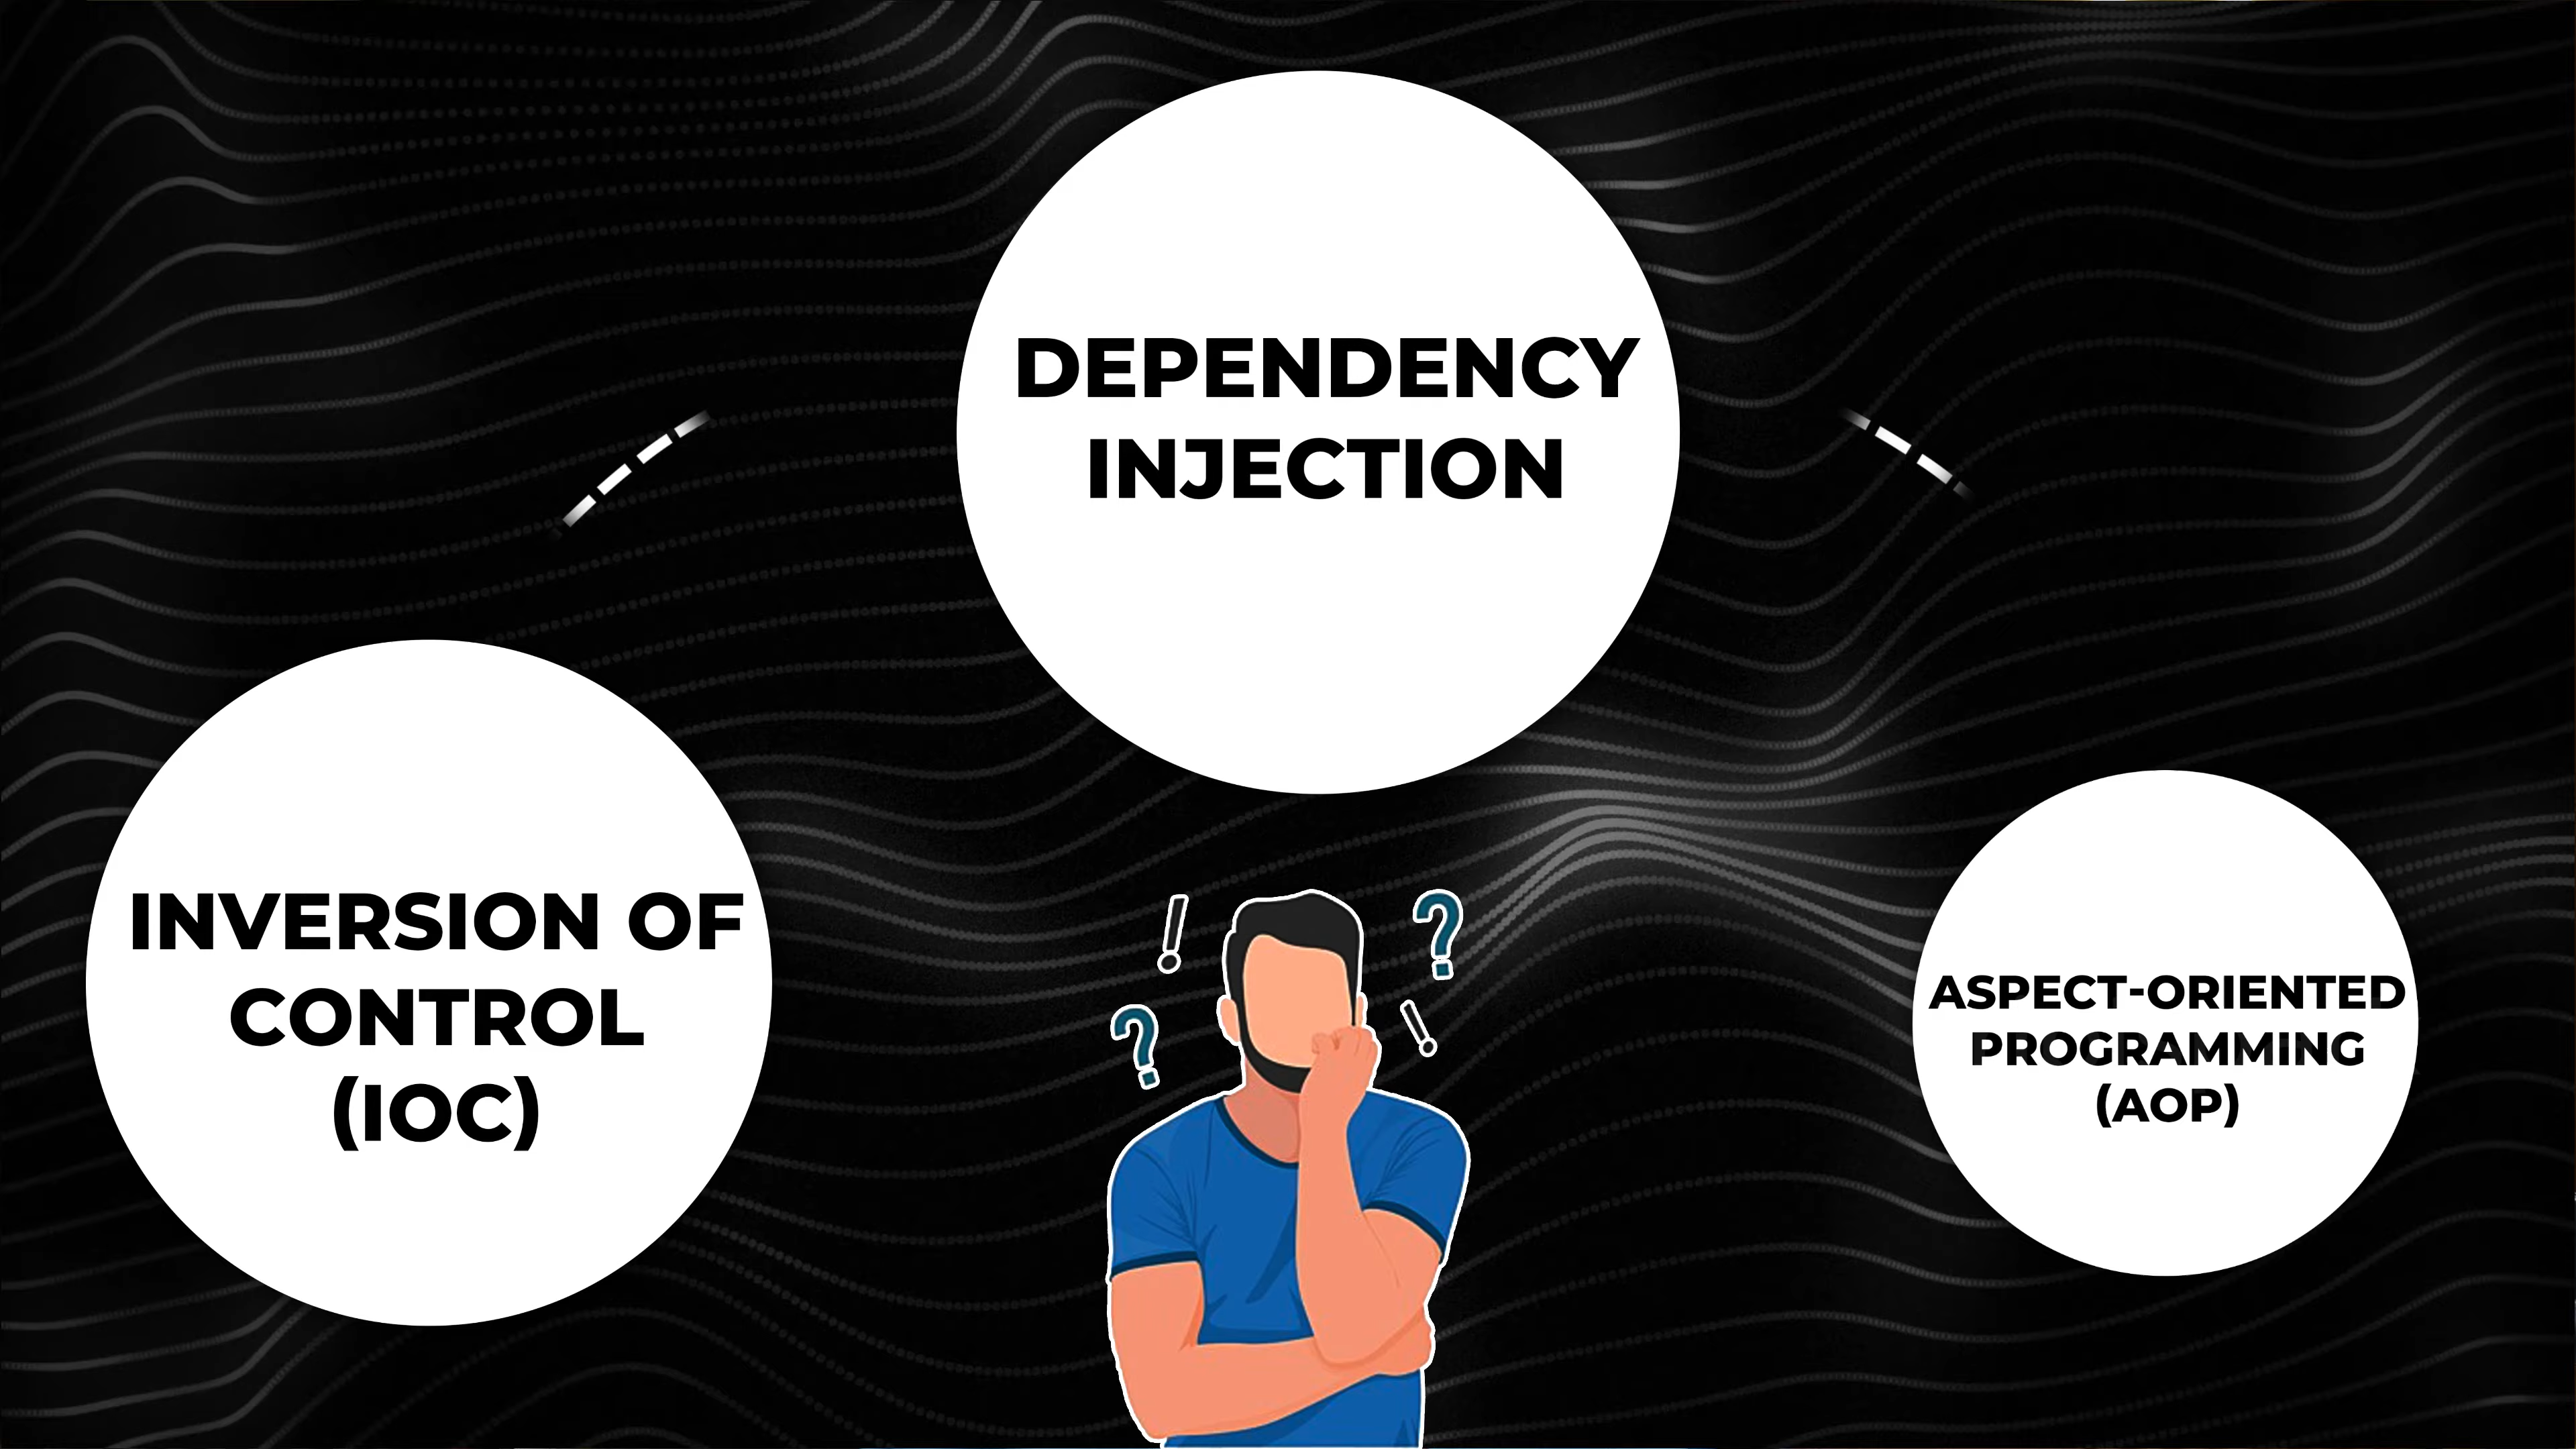 DEPENDENCY
INJECTION
INVERSION OF
CONTROL
(IOC)
ASPECT-ORIENTED
PROGRAMMING
(AOP)
! ?
? !